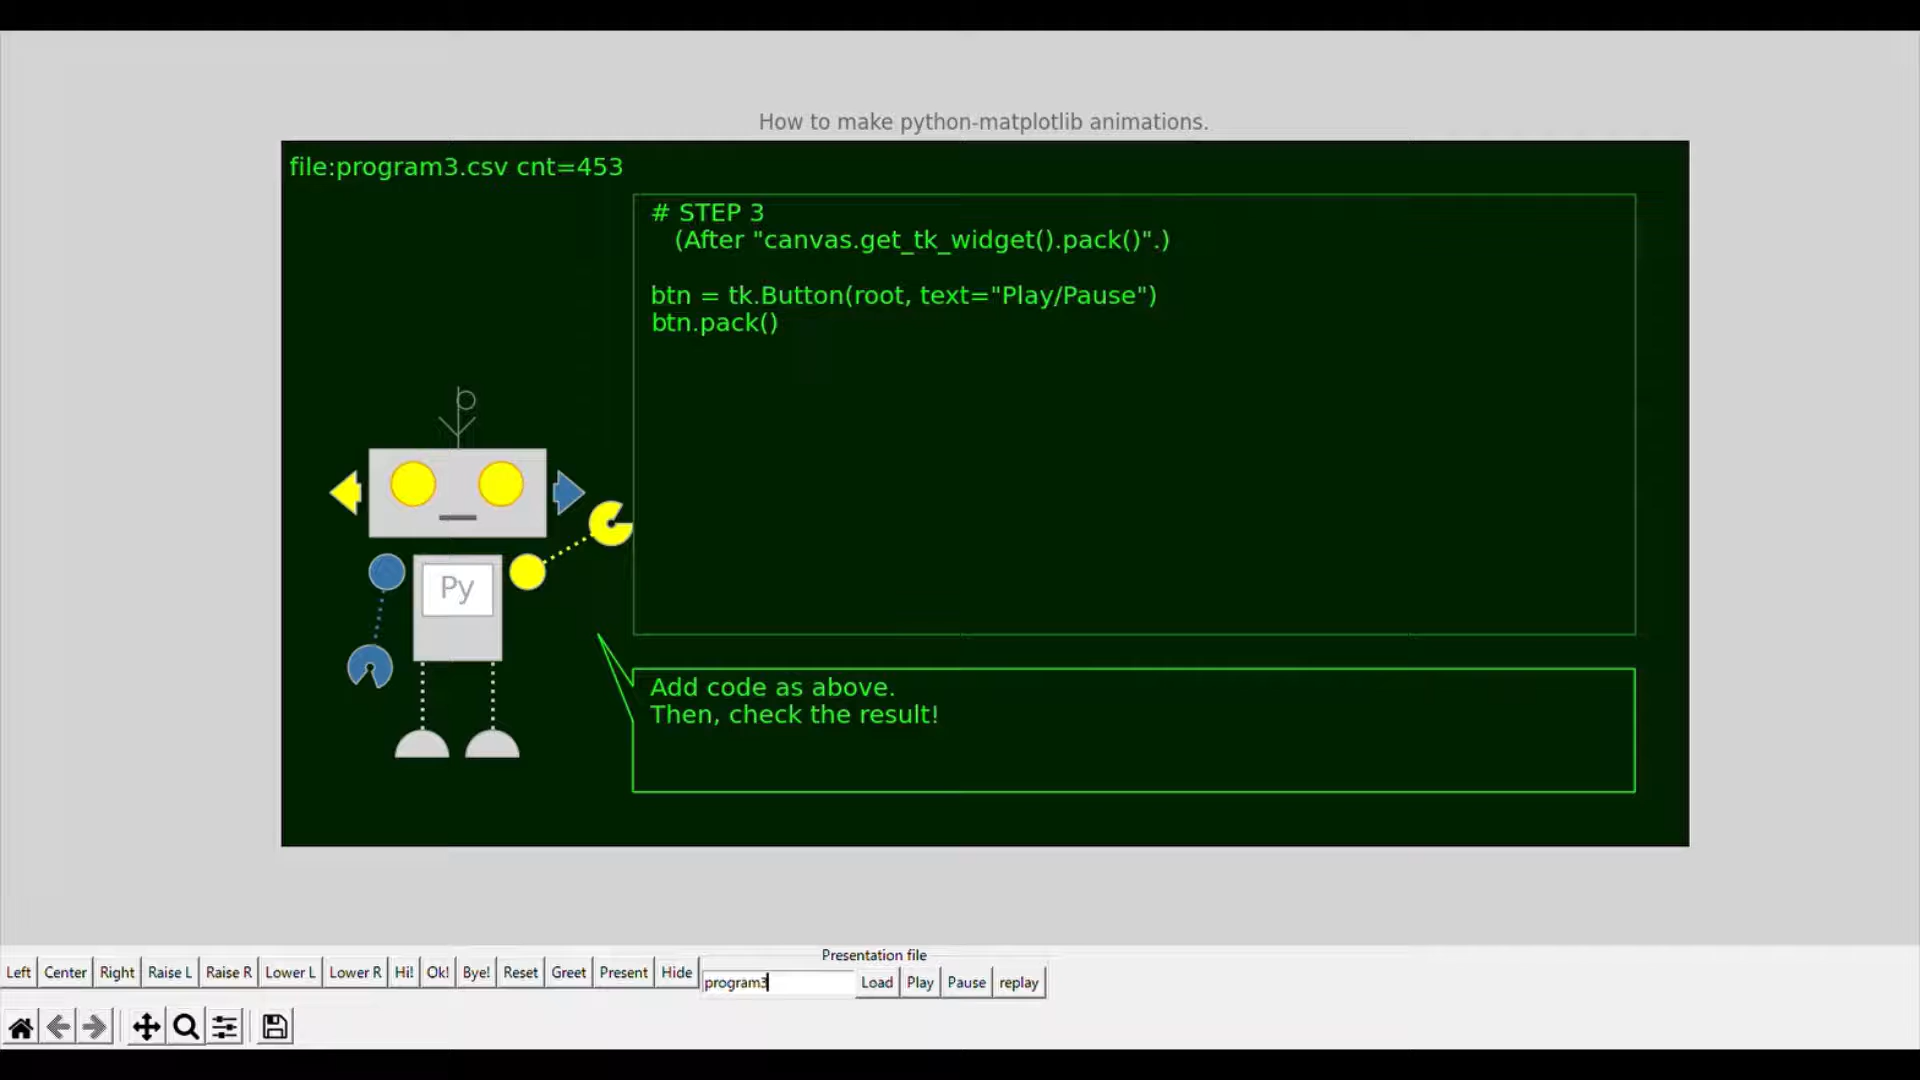 How to make python-matplotlib animations.
file:program3.csv cnt=453
# STEP 3
(After "canvas.get_tk_widget().pack()".)
btn = tk.Button(root, text="Play/Pause")
btn.pack()
Py
Add code as above.
Then, check the result!
Presentation file
Left Center Right Raise L Raise R Lower L Lower R Hi! Ok! Bye! Reset Greet Present Hide program3 Load Play Pause replay